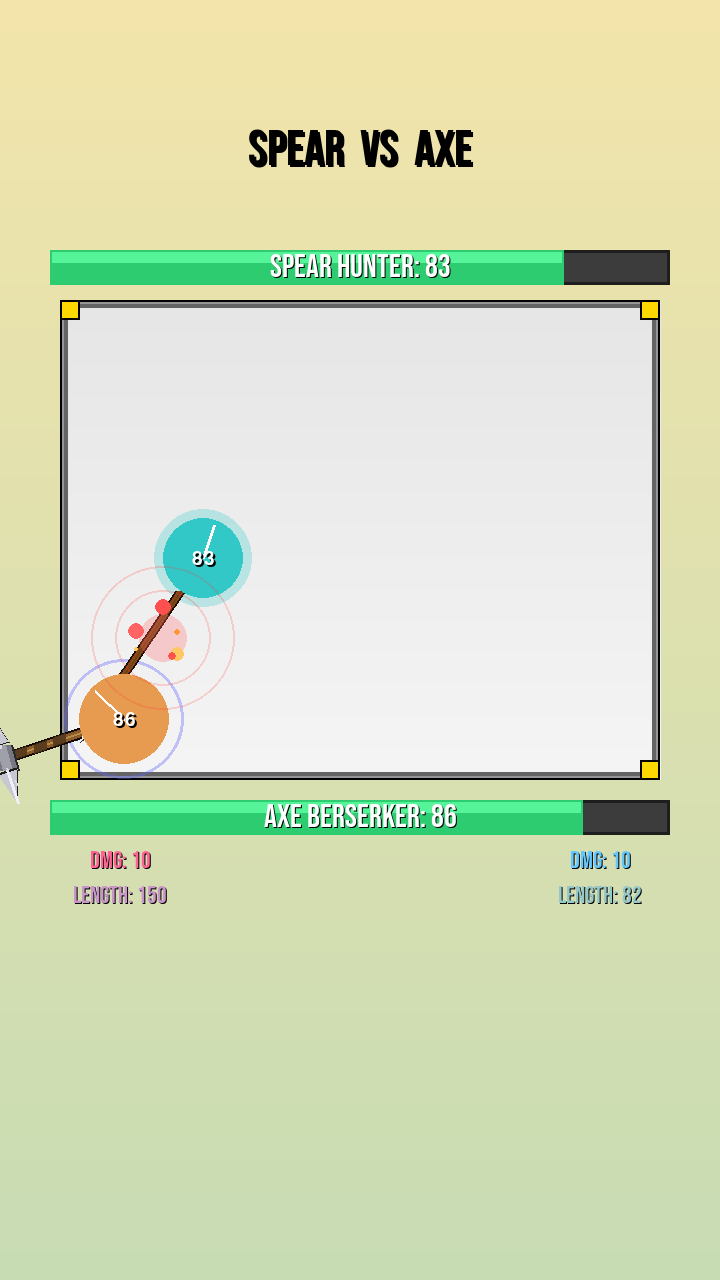 SPEAR VS AXE
SPEAR HUNTER: 83
83
86
AXE BERSERKER: 86
DMG: 10
DMG: 10
LENGTH: 150
LENGTH: 82